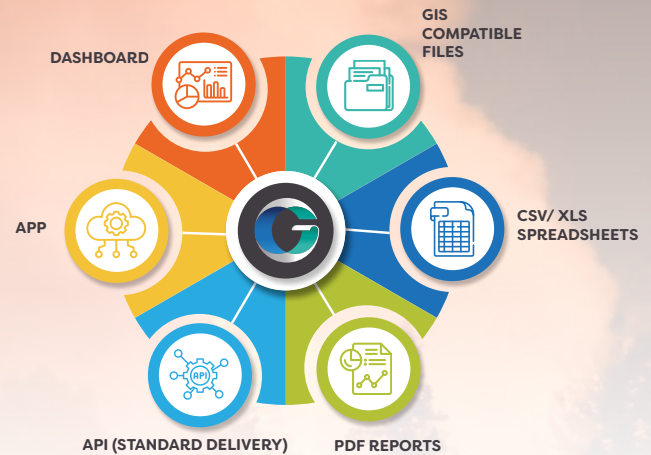 GIS
COMPATIBLE
FILES
DASHBOARD
CSV/ XLS
SPREADSHEETS
APP
API
API (STANDARD DELIVERY)
PDF REPORTS